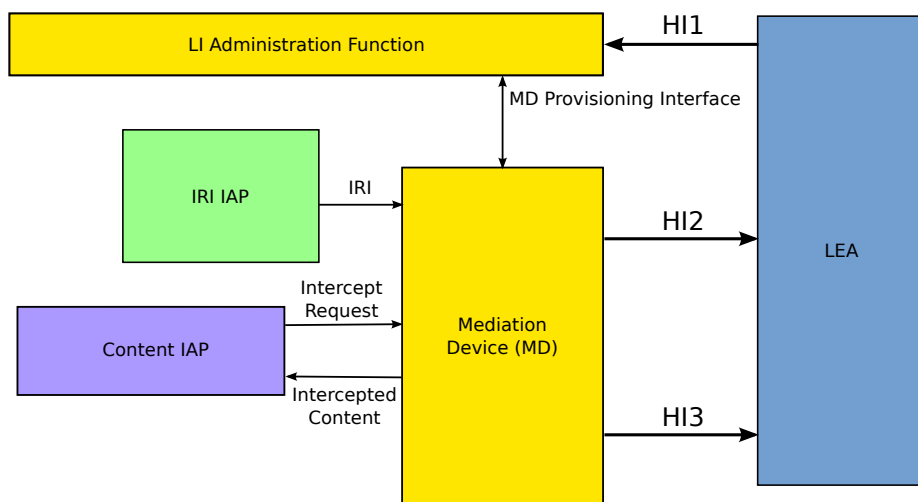 LI Administration Function
HI1
MD Provisioning Interface
IRI IAP
IRI
HI2
LEA
Intercept
Request
Content IAP
Mediation
Device (MD)
Intercepted
Content
HI3